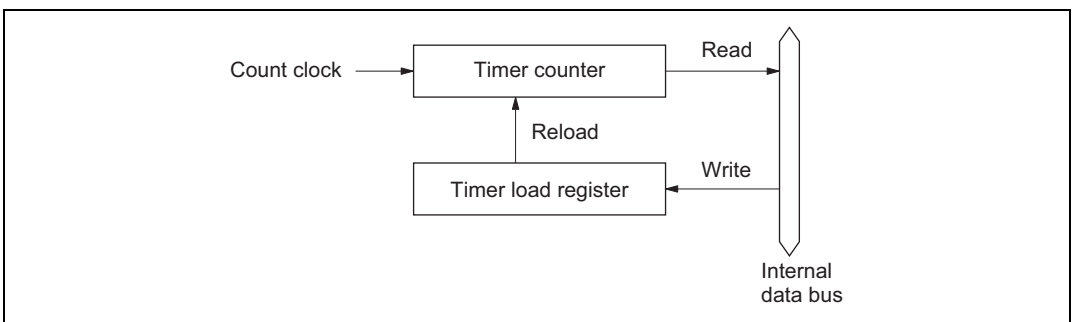 Read
Count clock
Timer counter
Reload
Write
Timer load register
Internal
data bus